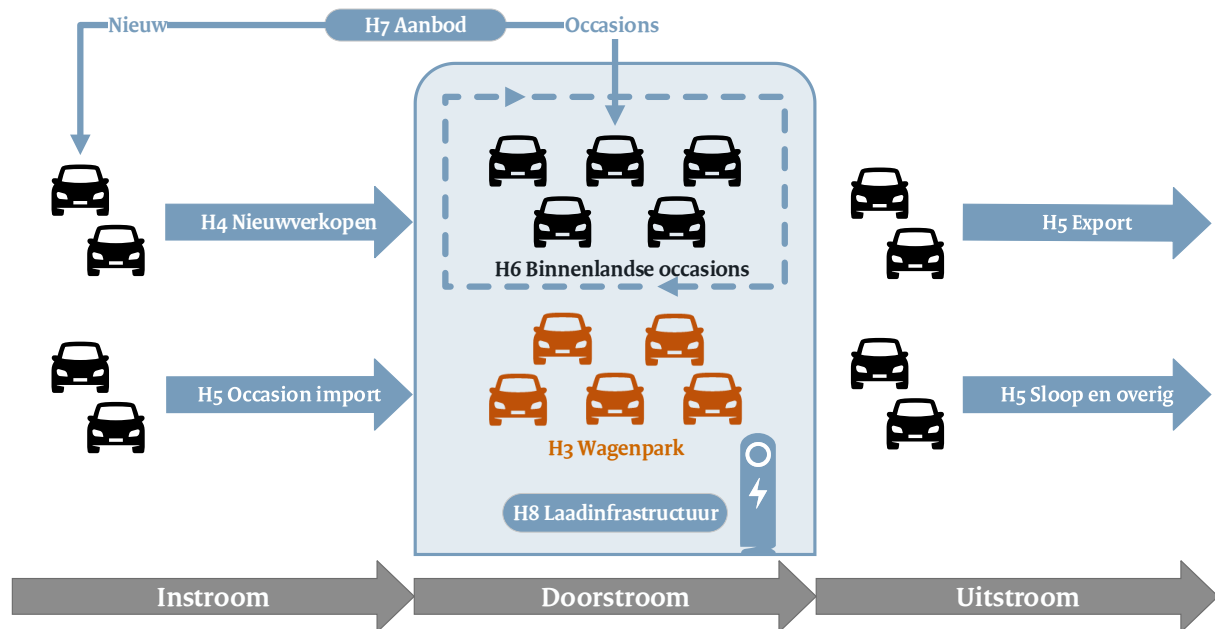 Nieuw
H7 Aanbod
Occasions
H4 Nieuwverkopen
H6 Binnenlandse occasions
H5 Export
H5 Occasion import
H3 Wagenpark
H5 Sloop en overig
H8 Laadinfrastructuur
Instroom
Doorstroom
Uitstroom